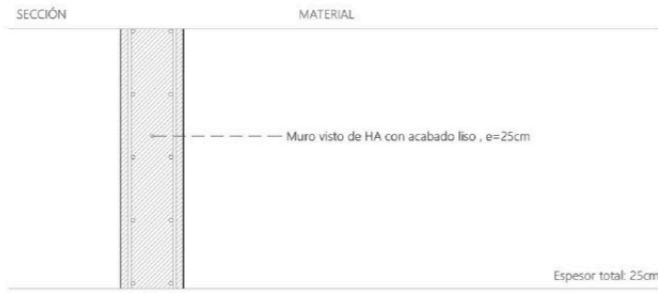 SECCIÓN
MATERIAL
Muro visto de HA con acabado liso , e=25cm
Espesor total: 25cm